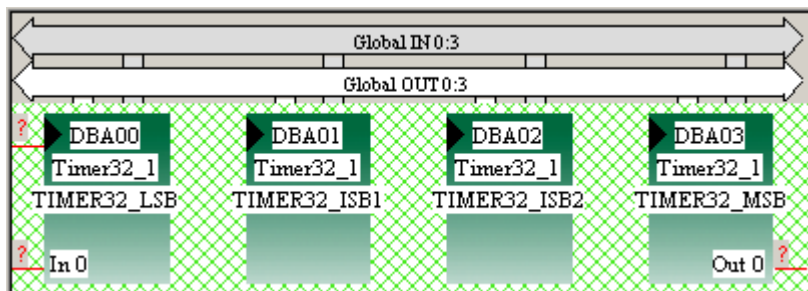 Global IN 0:3
Global OUT 0:3
? DBA00 DBA01 DBA02 DBA03
Timer32_1 Timer32_1 Timer32_1 Timer32_1
TIMER32_LSB TIMER32_ISB1 TIMER32_ISB2 TIMER32_MSB
? In 0 Out 0 ?